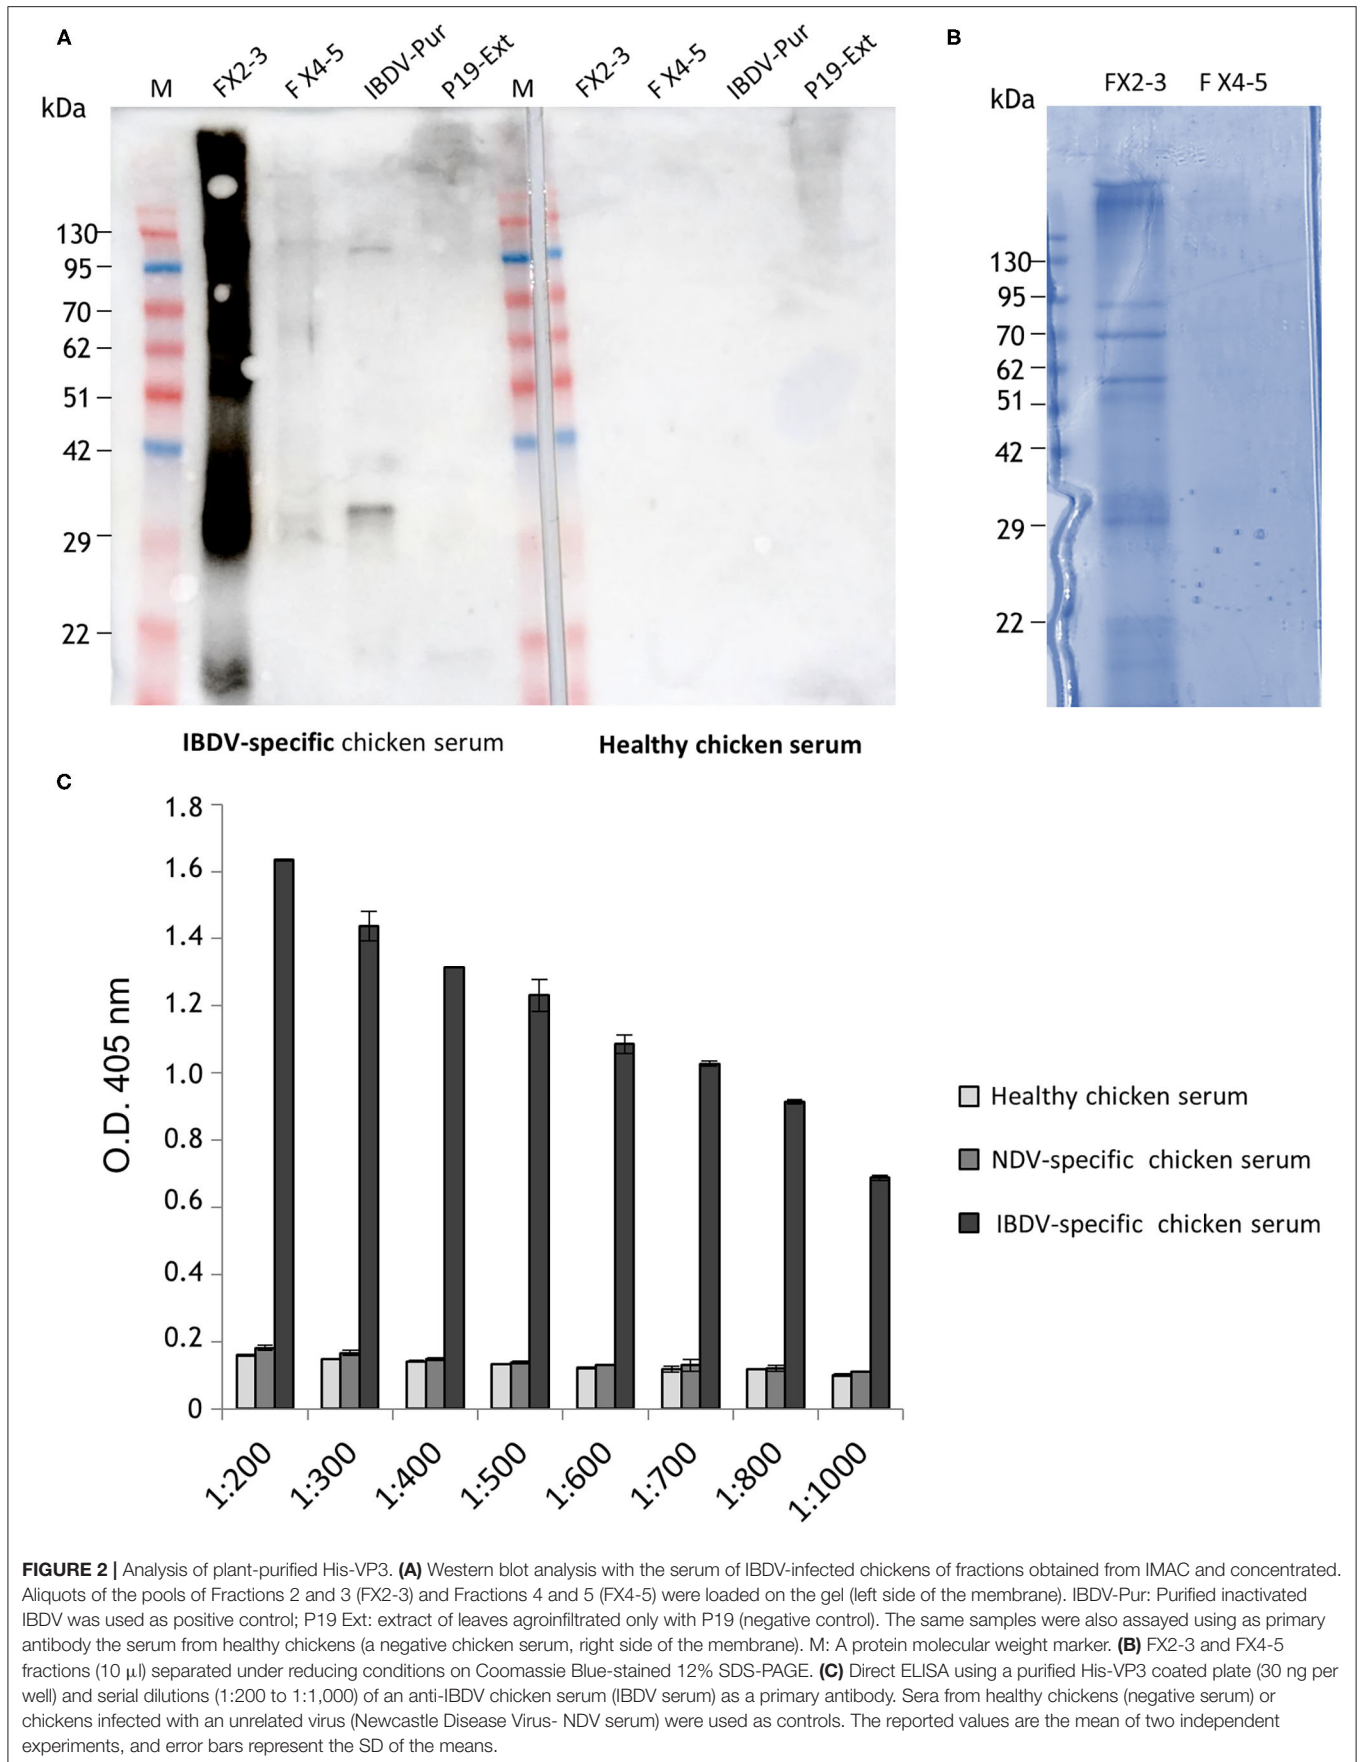 A
B
M
FX2-3
F X4-5
IBDV-Pur
P19-Ext
M
FX2-3
F X4-5
IBDV-Pur
P19-Ext
FX2-3
F X4-5
kDa
kDa
130
95
70
62
51
42
29
22
130
95
70
62
51
42
29
22
IBDV-specific chicken serum
Healthy chicken serum
C
1.8
1.6
1.4
1.2
1.0
0.8
0.6
0.4
0.2
0
O.D. 405 nm
Healthy chicken serum
NDV-specific chicken serum
IBDV-specific chicken serum
1:200
1:300
1:400
1:500
1:600
1:700
1:800
1:1000
FIGURE 2 | Analysis of plant-purified His-VP3. (A) Western blot analysis with the serum of IBDV-infected chickens of fractions obtained from IMAC and concentrated.
Aliquots of the pools of Fractions 2 and 3 (FX2-3) and Fractions 4 and 5 (FX4-5) were loaded on the gel (left side of the membrane). IBDV-Pur: Purified inactivated
IBDV was used as positive control; P19 Ext: extract of leaves agroinfiltrated only with P19 (negative control). The same samples were also assayed using as primary
antibody the serum from healthy chickens (a negative chicken serum, right side of the membrane). M: A protein molecular weight marker. (B) FX2-3 and FX4-5
fractions (10 μl) separated under reducing conditions on Coomassie Blue-stained 12% SDS-PAGE. (C) Direct ELISA using a purified His-VP3 coated plate (30 ng per
well) and serial dilutions (1:200 to 1:1,000) of an anti-IBDV chicken serum (IBDV serum) as a primary antibody. Sera from healthy chickens (negative serum) or
chickens infected with an unrelated virus (Newcastle Disease Virus- NDV serum) were used as controls. The reported values are the mean of two independent
experiments, and error bars represent the SD of the means.